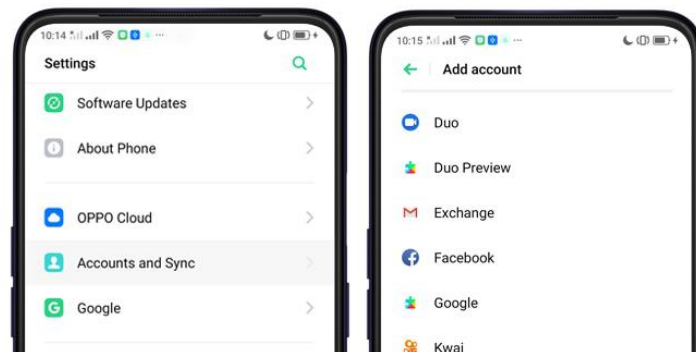 10:14
Settings
Software Updates
About Phone
OPPO Cloud
Accounts and Sync
Google
10:15
Add account
Duo
Duo Preview
Exchange
Facebook
Google
Kwai